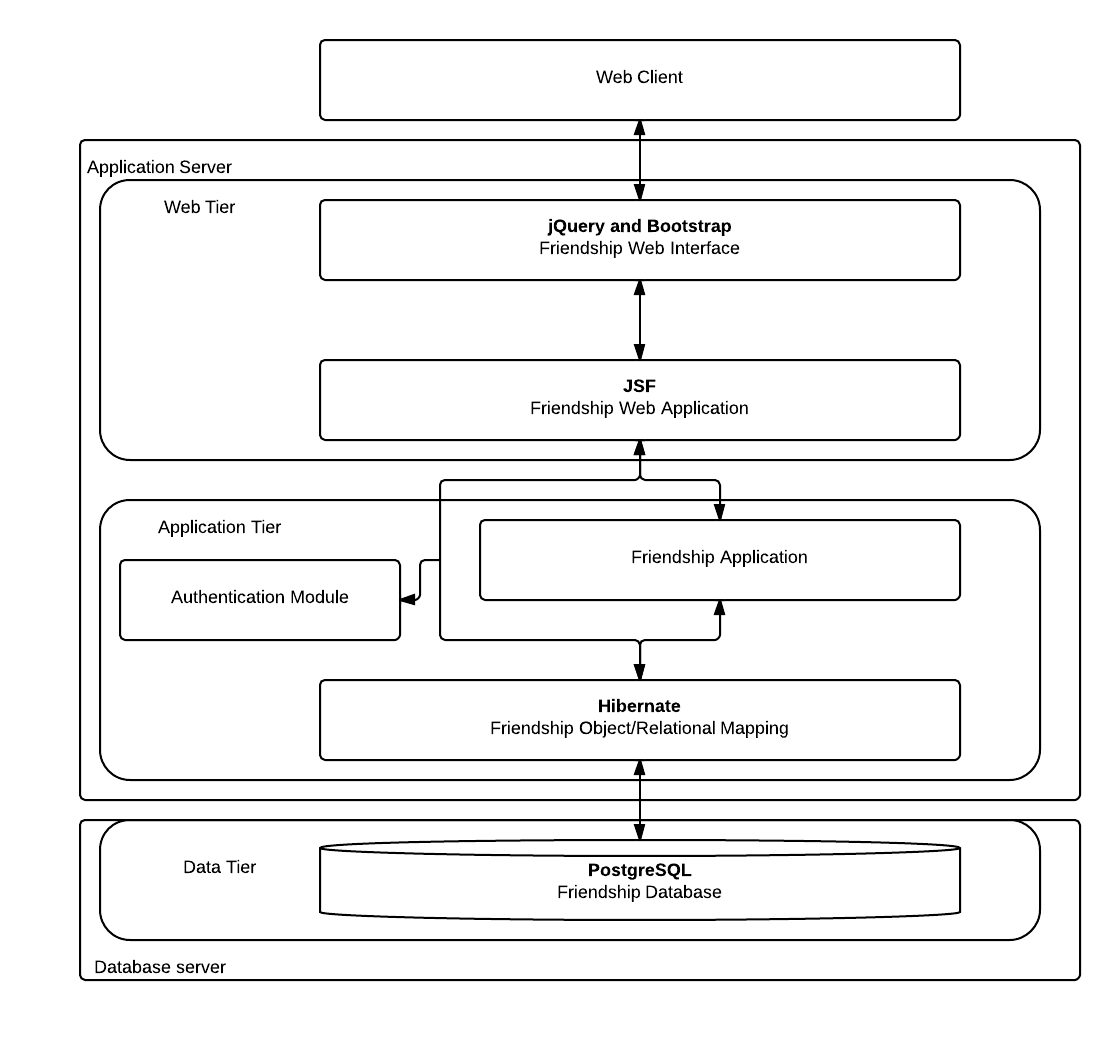 Web Client
Application Server
Web Tier
jQuery and Bootstrap
Friendship Web Interface
JSF
Friendship Web Application
Application Tier
Friendship Application
Authentication Module
Hibernate
Friendship Object/Relational Mapping
Data Tier
PostgreSQL
Friendship Database
Database server